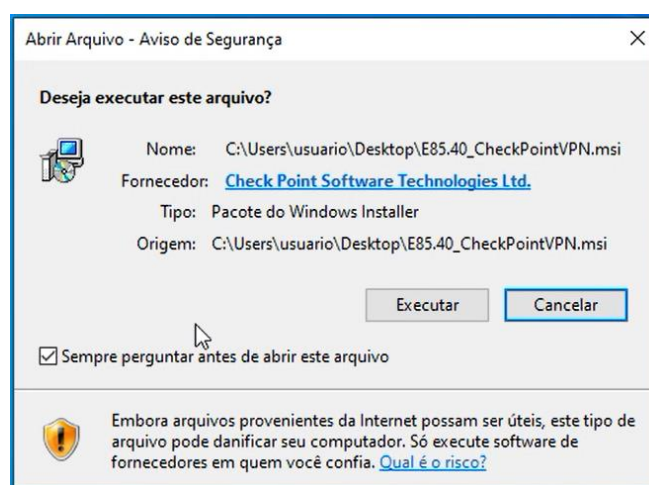 Abrir Arquivo - Aviso de Segurança
Deseja executar este arquivo?
Nome: C:\Users\usuario\Desktop\E85.40_CheckPointVPN.msi
Fornecedor: Check Point Software Technologies Ltd.
Tipo: Pacote do Windows Installer
Origem: C:\Users\usuario\Desktop\E85.40_CheckPointVPN.msi
Executar Cancelar
Sempre perguntar antes de abrir este arquivo
Embora arquivos provenientes da Internet possam ser úteis, este tipo de
arquivo pode danificar seu computador. Só execute software de
fornecedores em quem você confia. Qual é o risco?